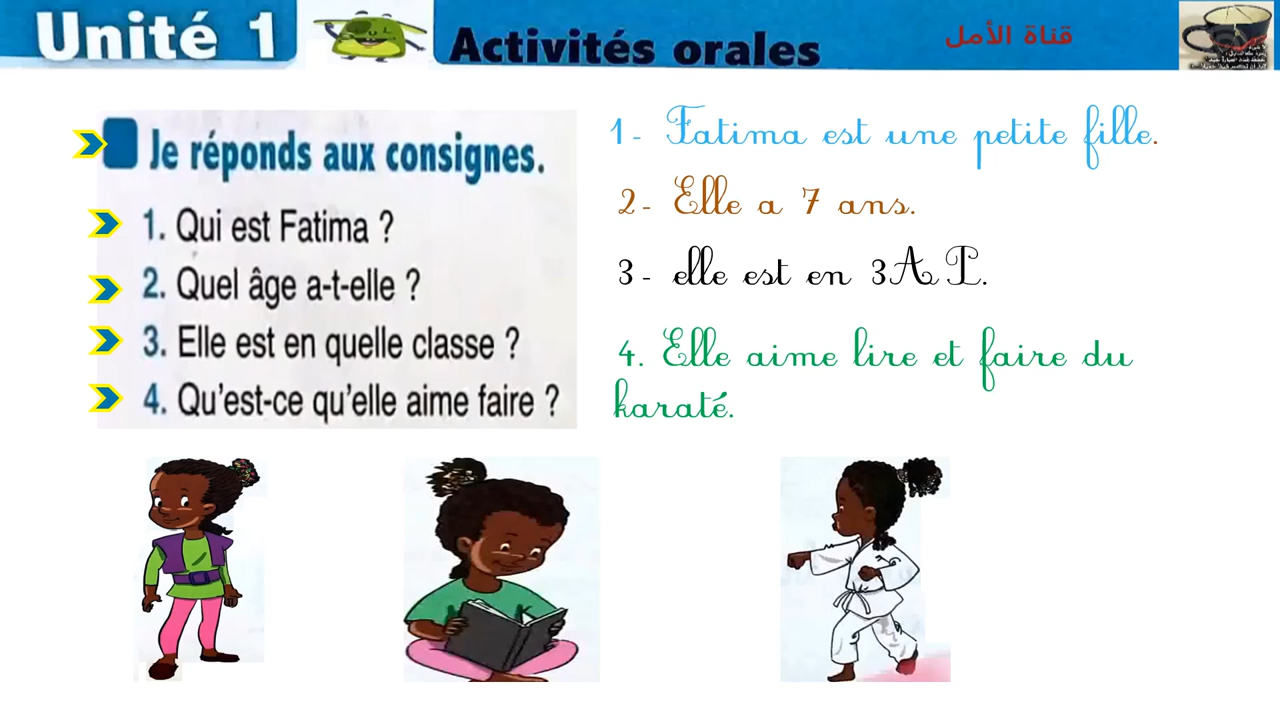 Unité 1
Activités orales
قناة الأمل
Je réponds aux consignes.
1. Qui est Fatima ?
2. Quel âge a-t-elle ?
3. Elle est en quelle classe ?
4. Qu'est-ce qu'elle aime faire ?
1- Fatima est une petite fille.
2- Elle a 7 ans.
3- elle est en 3A.P.
4. Elle aime lire et faire du
karaté.